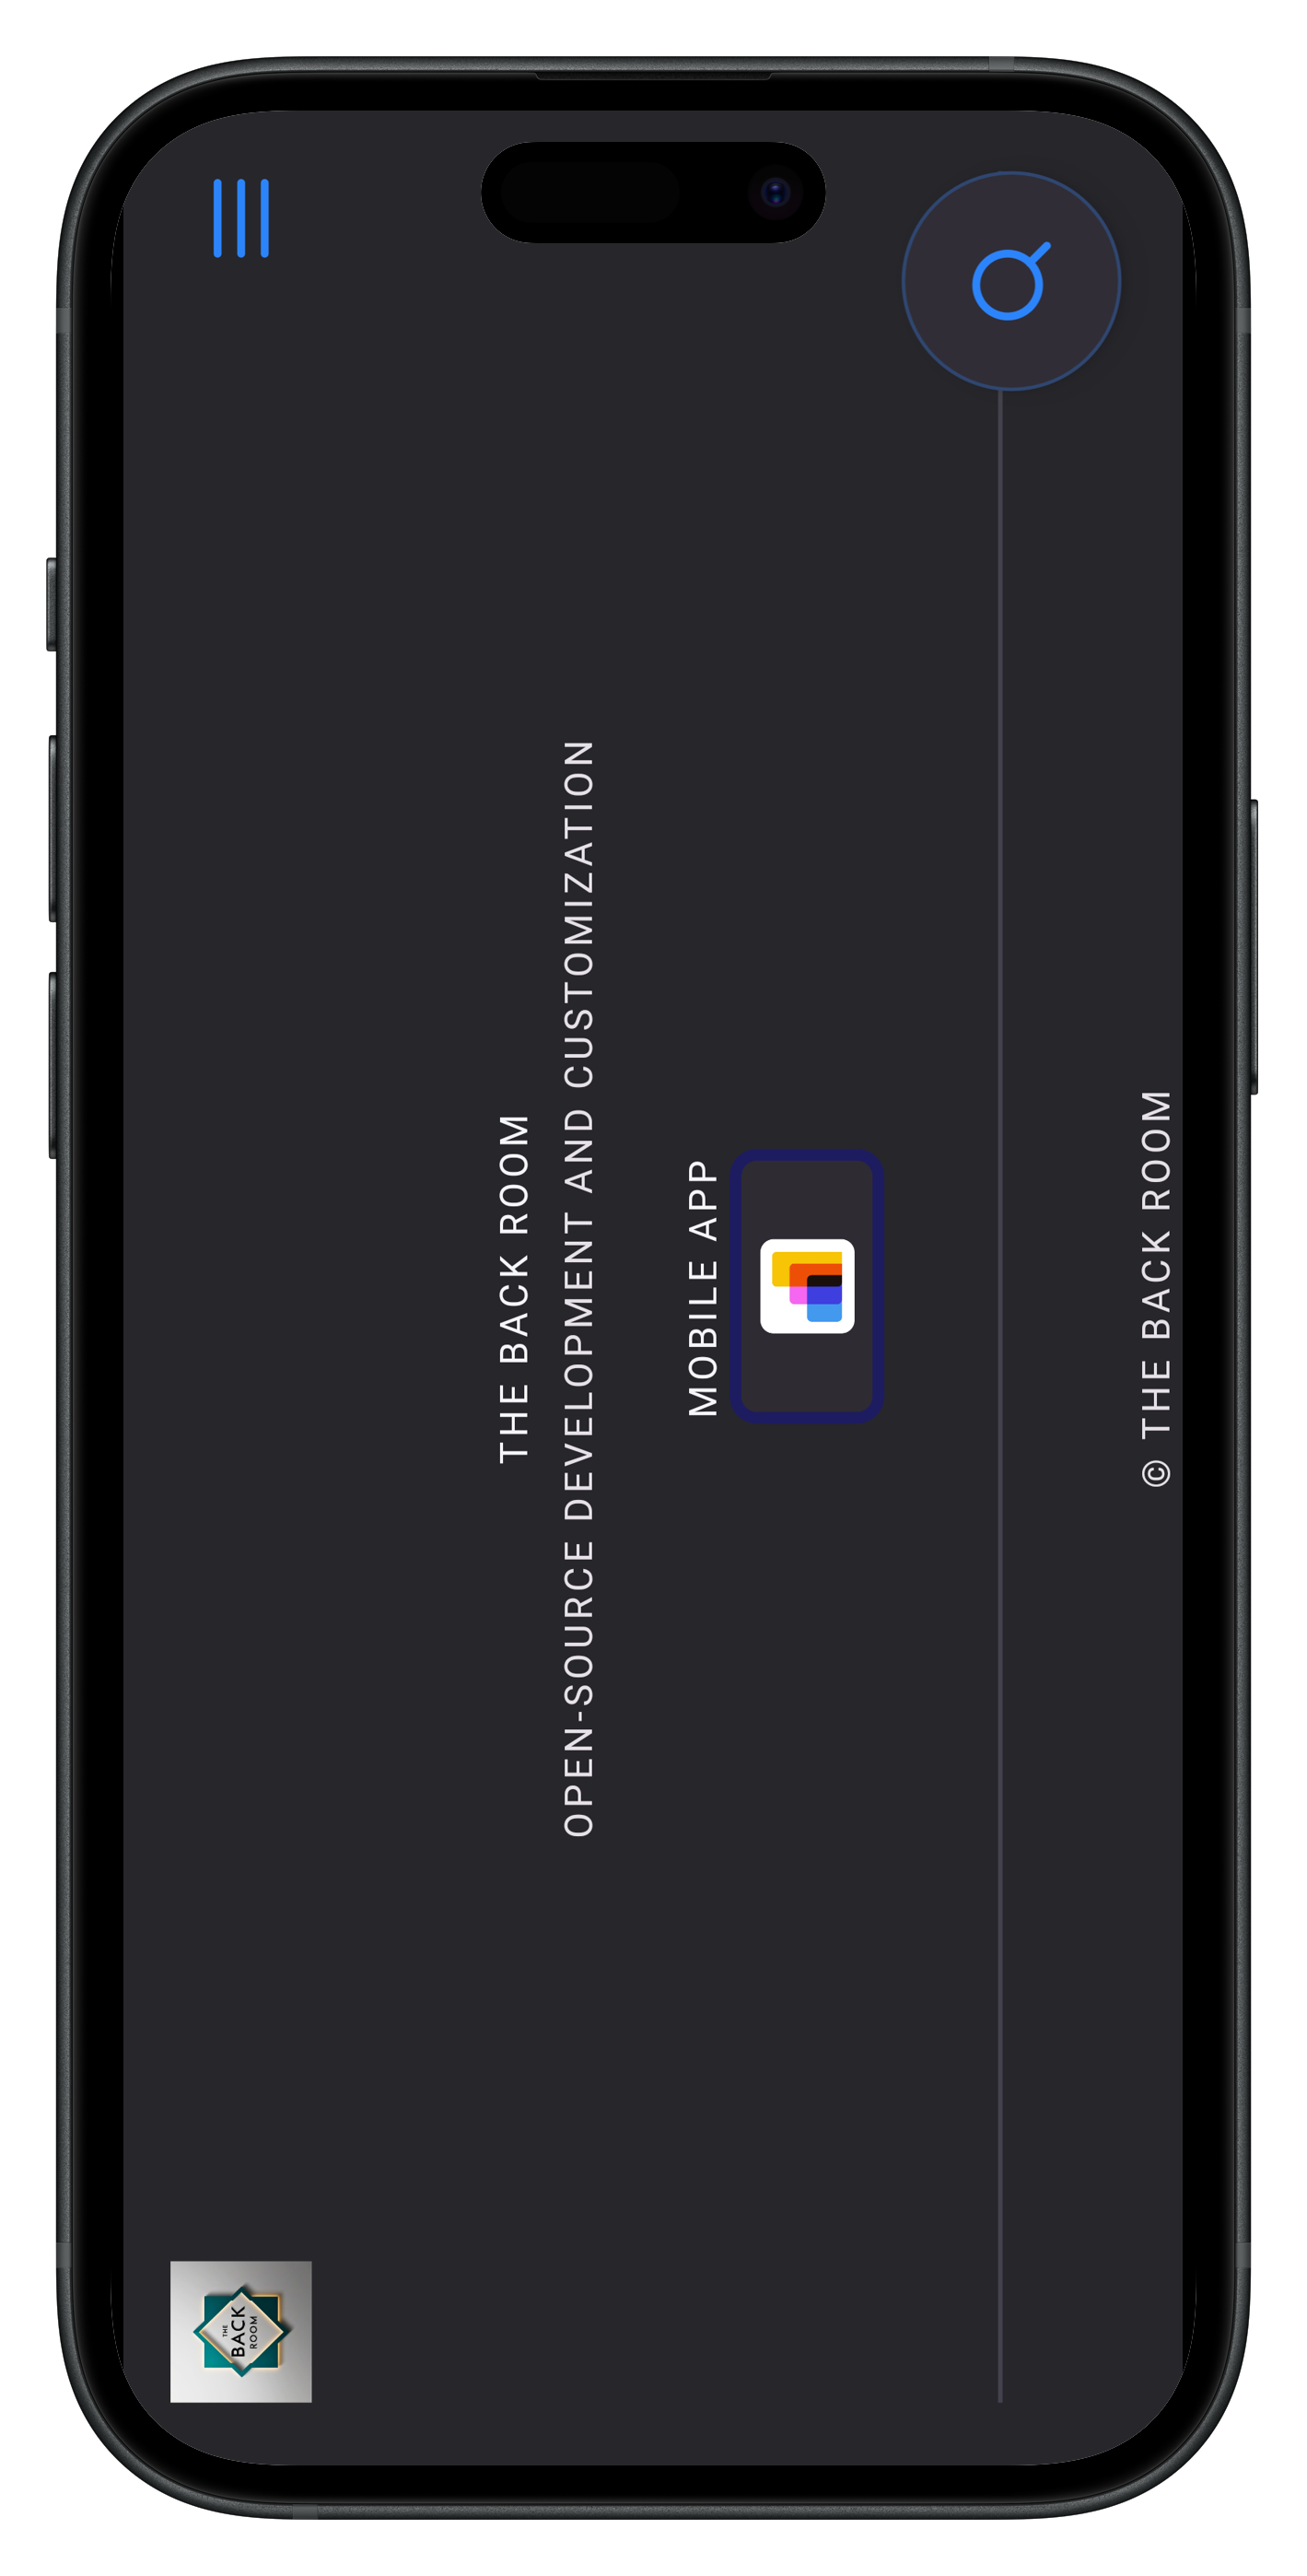 THE
BACK
ROOM
THE BACK ROOM
OPEN-SOURCE DEVELOPMENT AND CUSTOMIZATION
MOBILE APP
© THE BACK ROOM